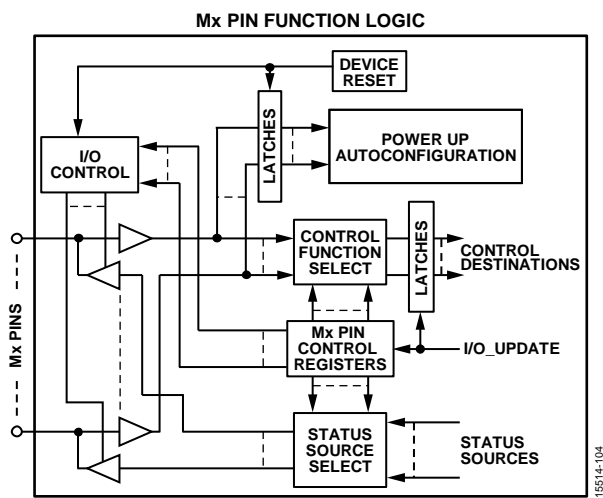 Mx PIN FUNCTION LOGIC
DEVICE
RESET
LATCHES
POWER UP
AUTOCONFIGURATION
I/O
CONTROL
CONTROL
FUNCTION
SELECT
LATCHES
CONTROL
DESTINATIONS
Mx PINS
Mx PIN
CONTROL
REGISTERS
I/O_UPDATE
STATUS
SOURCE
SELECT
STATUS
SOURCES
15514-104